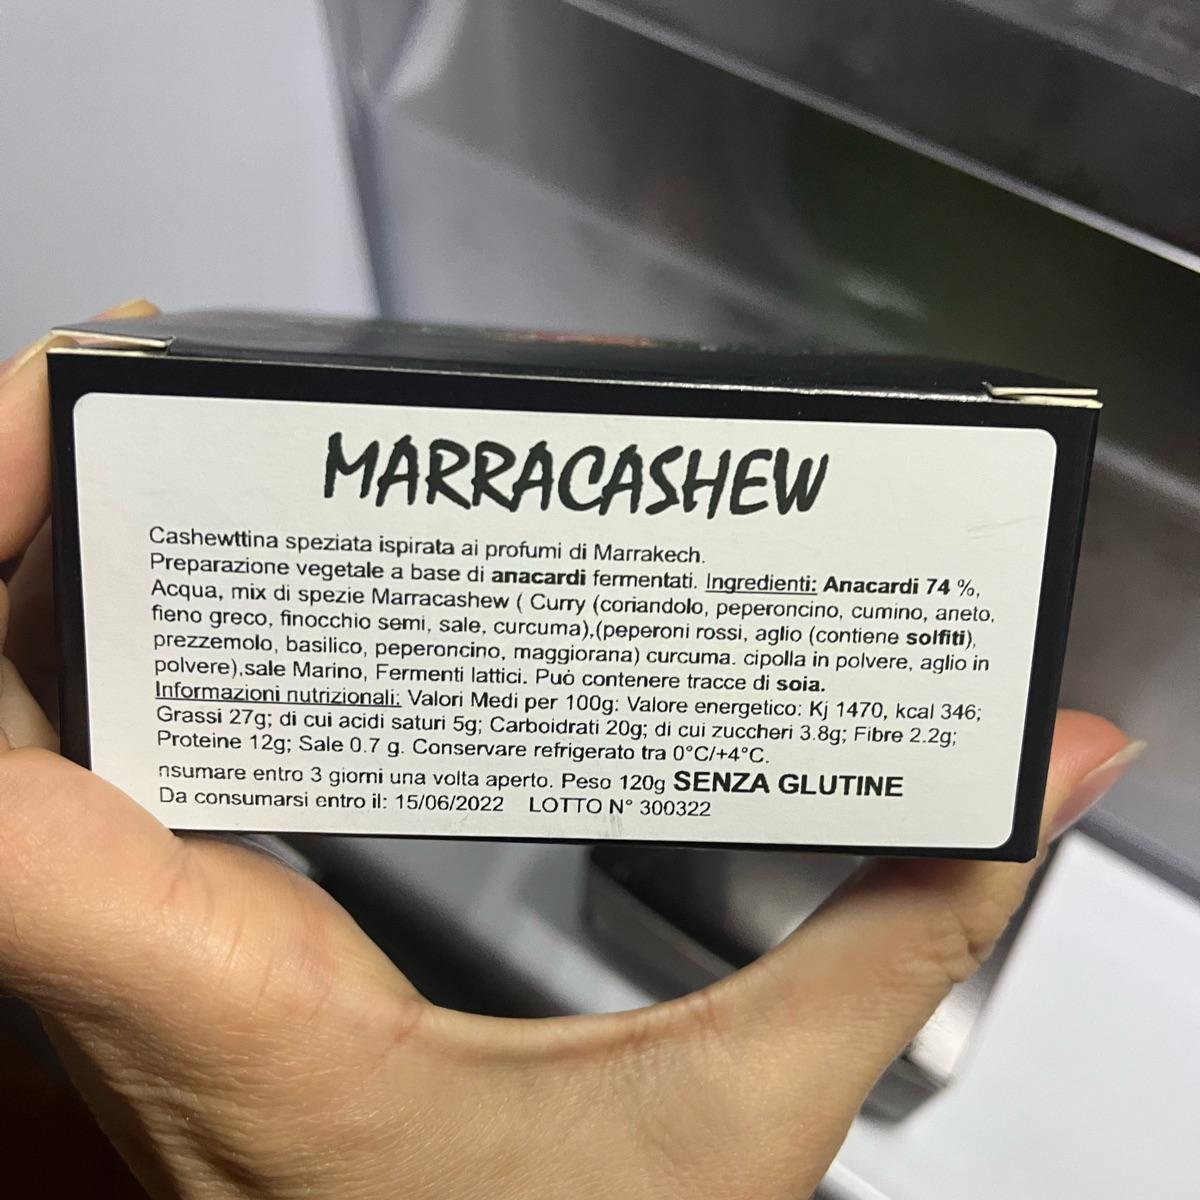 MARRACASHEW
Cashewttina speziata ispirata ai profumi di Marrakech.
Preparazione vegetale a base di anacardi fermentati. Ingredienti: Anacardi 74 %,
Acqua, mix di spezie Marracashew ( Curry (coriandolo, peperoncino, cumino, aneto,
fieno greco, finocchio semi, sale, curcuma),(peperoni rossi, aglio (contiene solfiti),
prezzemolo, basilico, peperoncino, maggiorana) curcuma. cipolla in polvere, aglio in
polvere),sale Marino, Fermenti lattici. Può contenere tracce di soia.
Informazioni nutrizionali: Valori Medi per 100g: Valore energetico: Kj 1470, kcal 346;
Grassi 27g; di cui acidi saturi 5g; Carboidrati 20g; di cui zuccheri 3.8g; Fibre 2.2g;
Proteine 12g; Sale 0.7 g. Conservare refrigerato tra 0°C/+4°C.
nsumare entro 3 giorni una volta aperto. Peso 120g SENZA GLUTINE
Da consumarsi entro il: 15/06/2022 LOTTO N° 300322